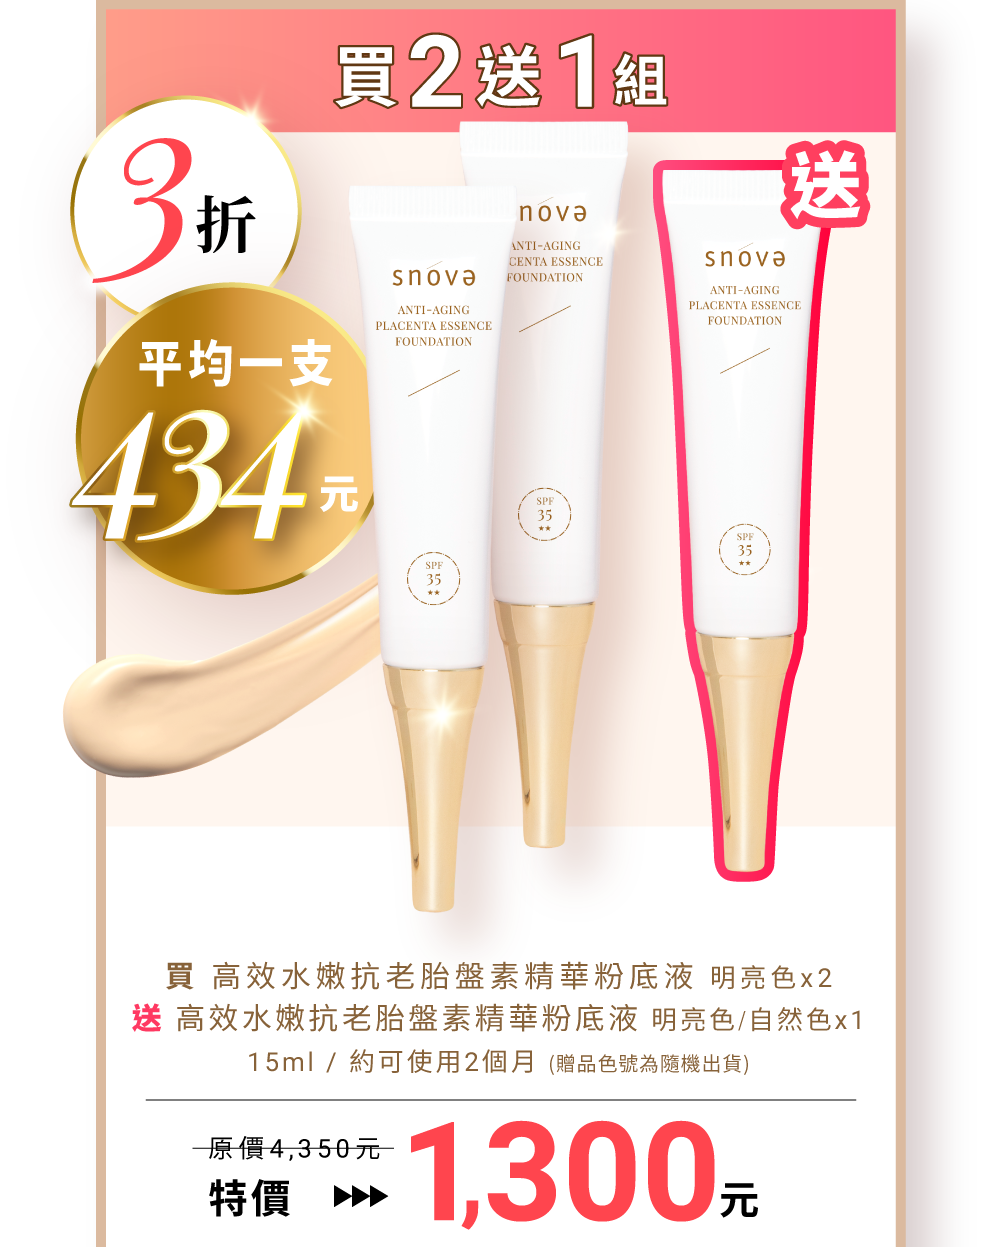 買2送1組
3折
平均一支
434元
送
snovə
ANTI-AGING
PLACENTA ESSENCE
FOUNDATION
SPF
35
★★
novə
ANTI-AGING
CENTA ESSENCE
FOUNDATION
SPF
35
★★
snovə
ANTI-AGING
PLACENTA ESSENCE
FOUNDATION
SPF
35
★★
買 高效水嫩抗老胎盤素精華粉底液 明亮色x2
送 高效水嫩抗老胎盤素精華粉底液 明亮色/自然色x1
15ml / 約可使用2個月 (贈品色號為隨機出貨)
原價4,350元
特價 ▶▶▶ 1,300元